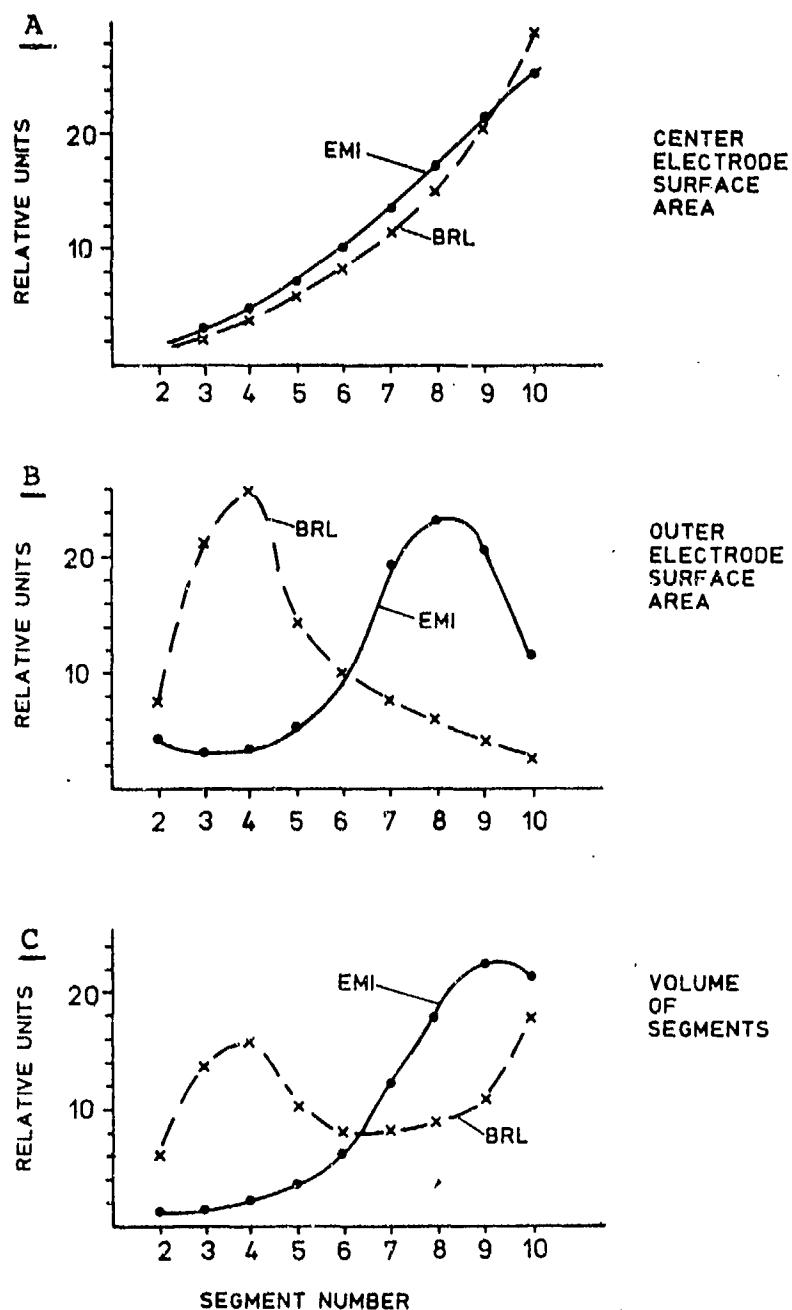 A
RELATIVE UNITS
20
10
EMI
BRL
2 3 4 5 6 7 8 9 10
CENTER
ELECTRODE
SURFACE
AREA
B
RELATIVE UNITS
20
10
BRL
EMI
2 3 4 5 6 7 8 9 10
OUTER
ELECTRODE
SURFACE
AREA
C
RELATIVE UNITS
20
10
EMI
BRL
2 3 4 5 6 7 8 9 10
SEGMENT NUMBER
VOLUME
OF
SEGMENTS